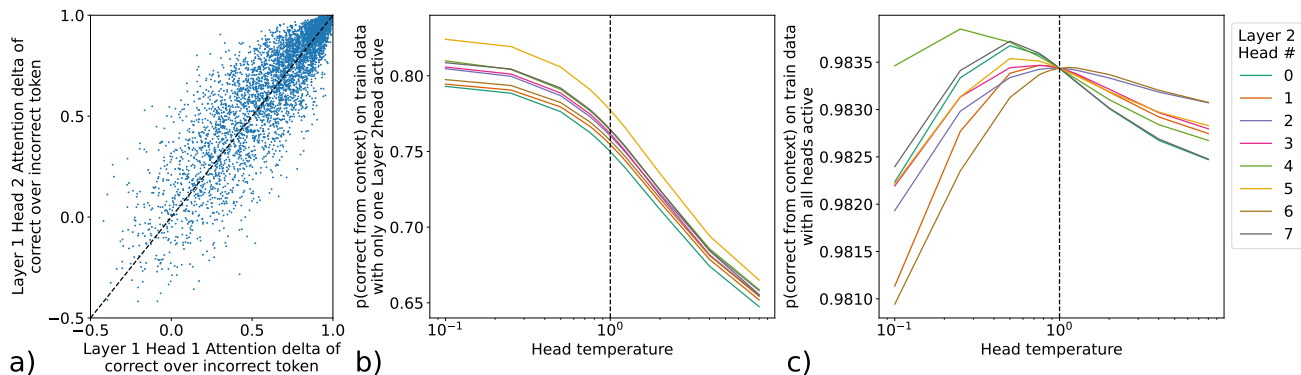 Layer 1 Head 2 Attention delta of
correct over incorrect token
1.0
0.5
0.0
−0.5
−0.5
0.0
0.5
1.0
Layer 1 Head 1 Attention delta of
correct over incorrect token
a)
p(correct from context) on train data
with only one Layer 2head active
0.80
0.75
0.70
0.65
10⁻¹
10⁰
Head temperature
b)
p(correct from context) on train data
with all heads active
0.9835
0.9830
0.9825
0.9820
0.9815
0.9810
10⁻¹
10⁰
Head temperature
c)
Layer 2
Head #
0
1
2
3
4
5
6
7